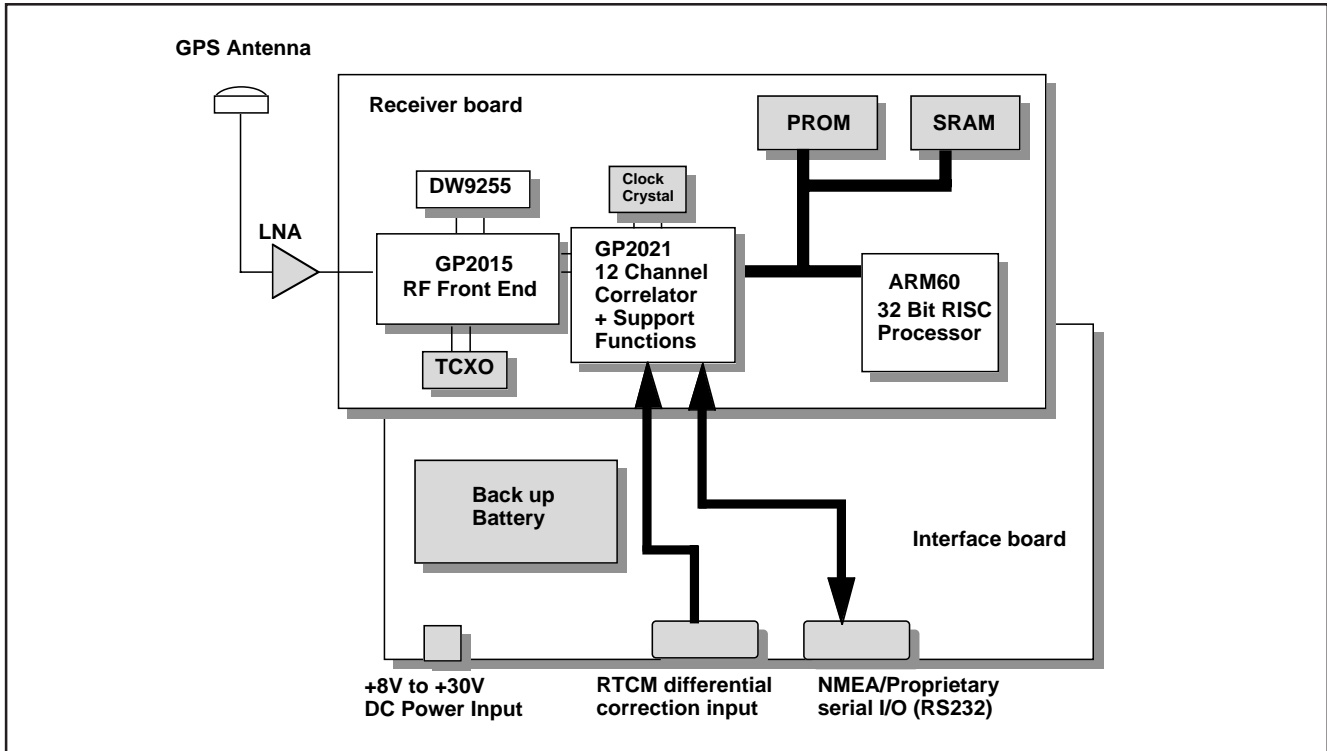 GPS Antenna
Receiver board
PROM
SRAM
DW9255
Clock
Crystal
LNA
GP2015
RF Front End
GP2021
12 Channel
Correlator
+ Support
Functions
ARM60
32 Bit RISC
Processor
TCXO
Back up
Battery
Interface board
+8V to +30V
DC Power Input
RTCM differential
correction input
NMEA/Proprietary
serial I/O (RS232)